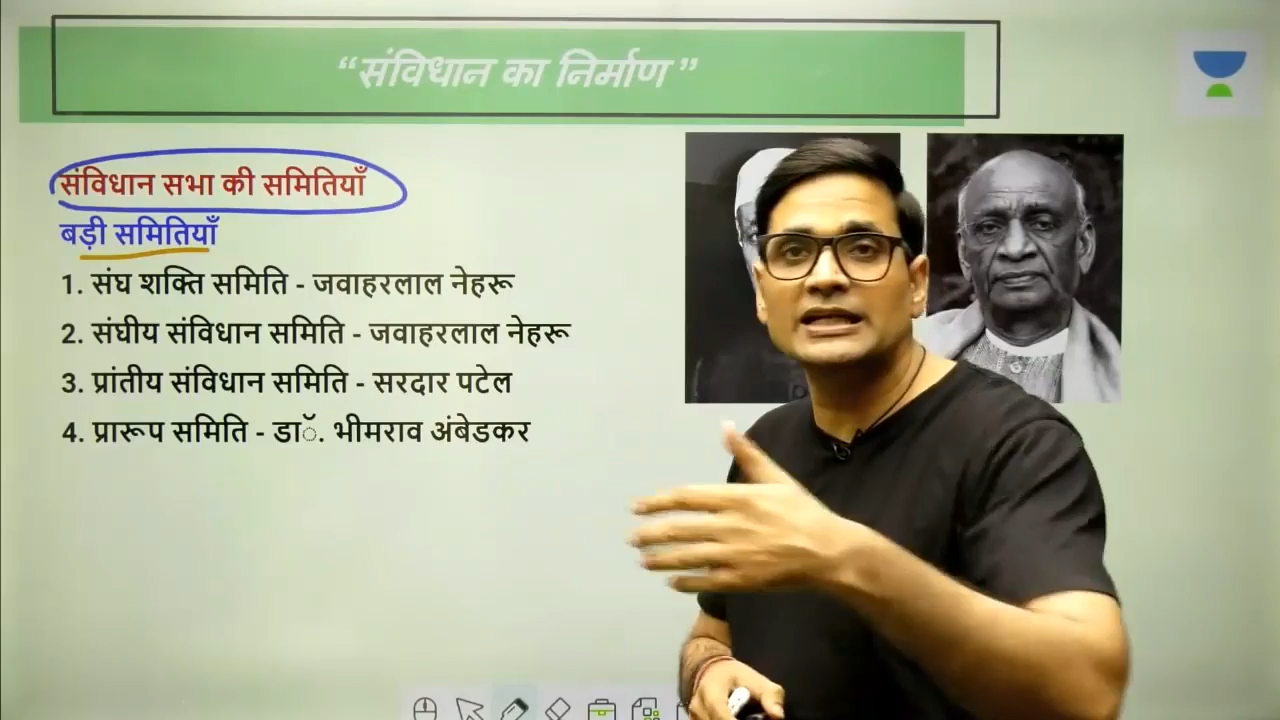 “संविधान का निर्माण”
संविधान सभा की समितियाँ
बड़ी समितियाँ
1. संघ शक्ति समिति - जवाहरलाल नेहरू
2. संघीय संविधान समिति - जवाहरलाल नेहरू
3. प्रांतीय संविधान समिति - सरदार पटेल
4. प्रारूप समिति - डाॅ. भीमराव अंबेडकर